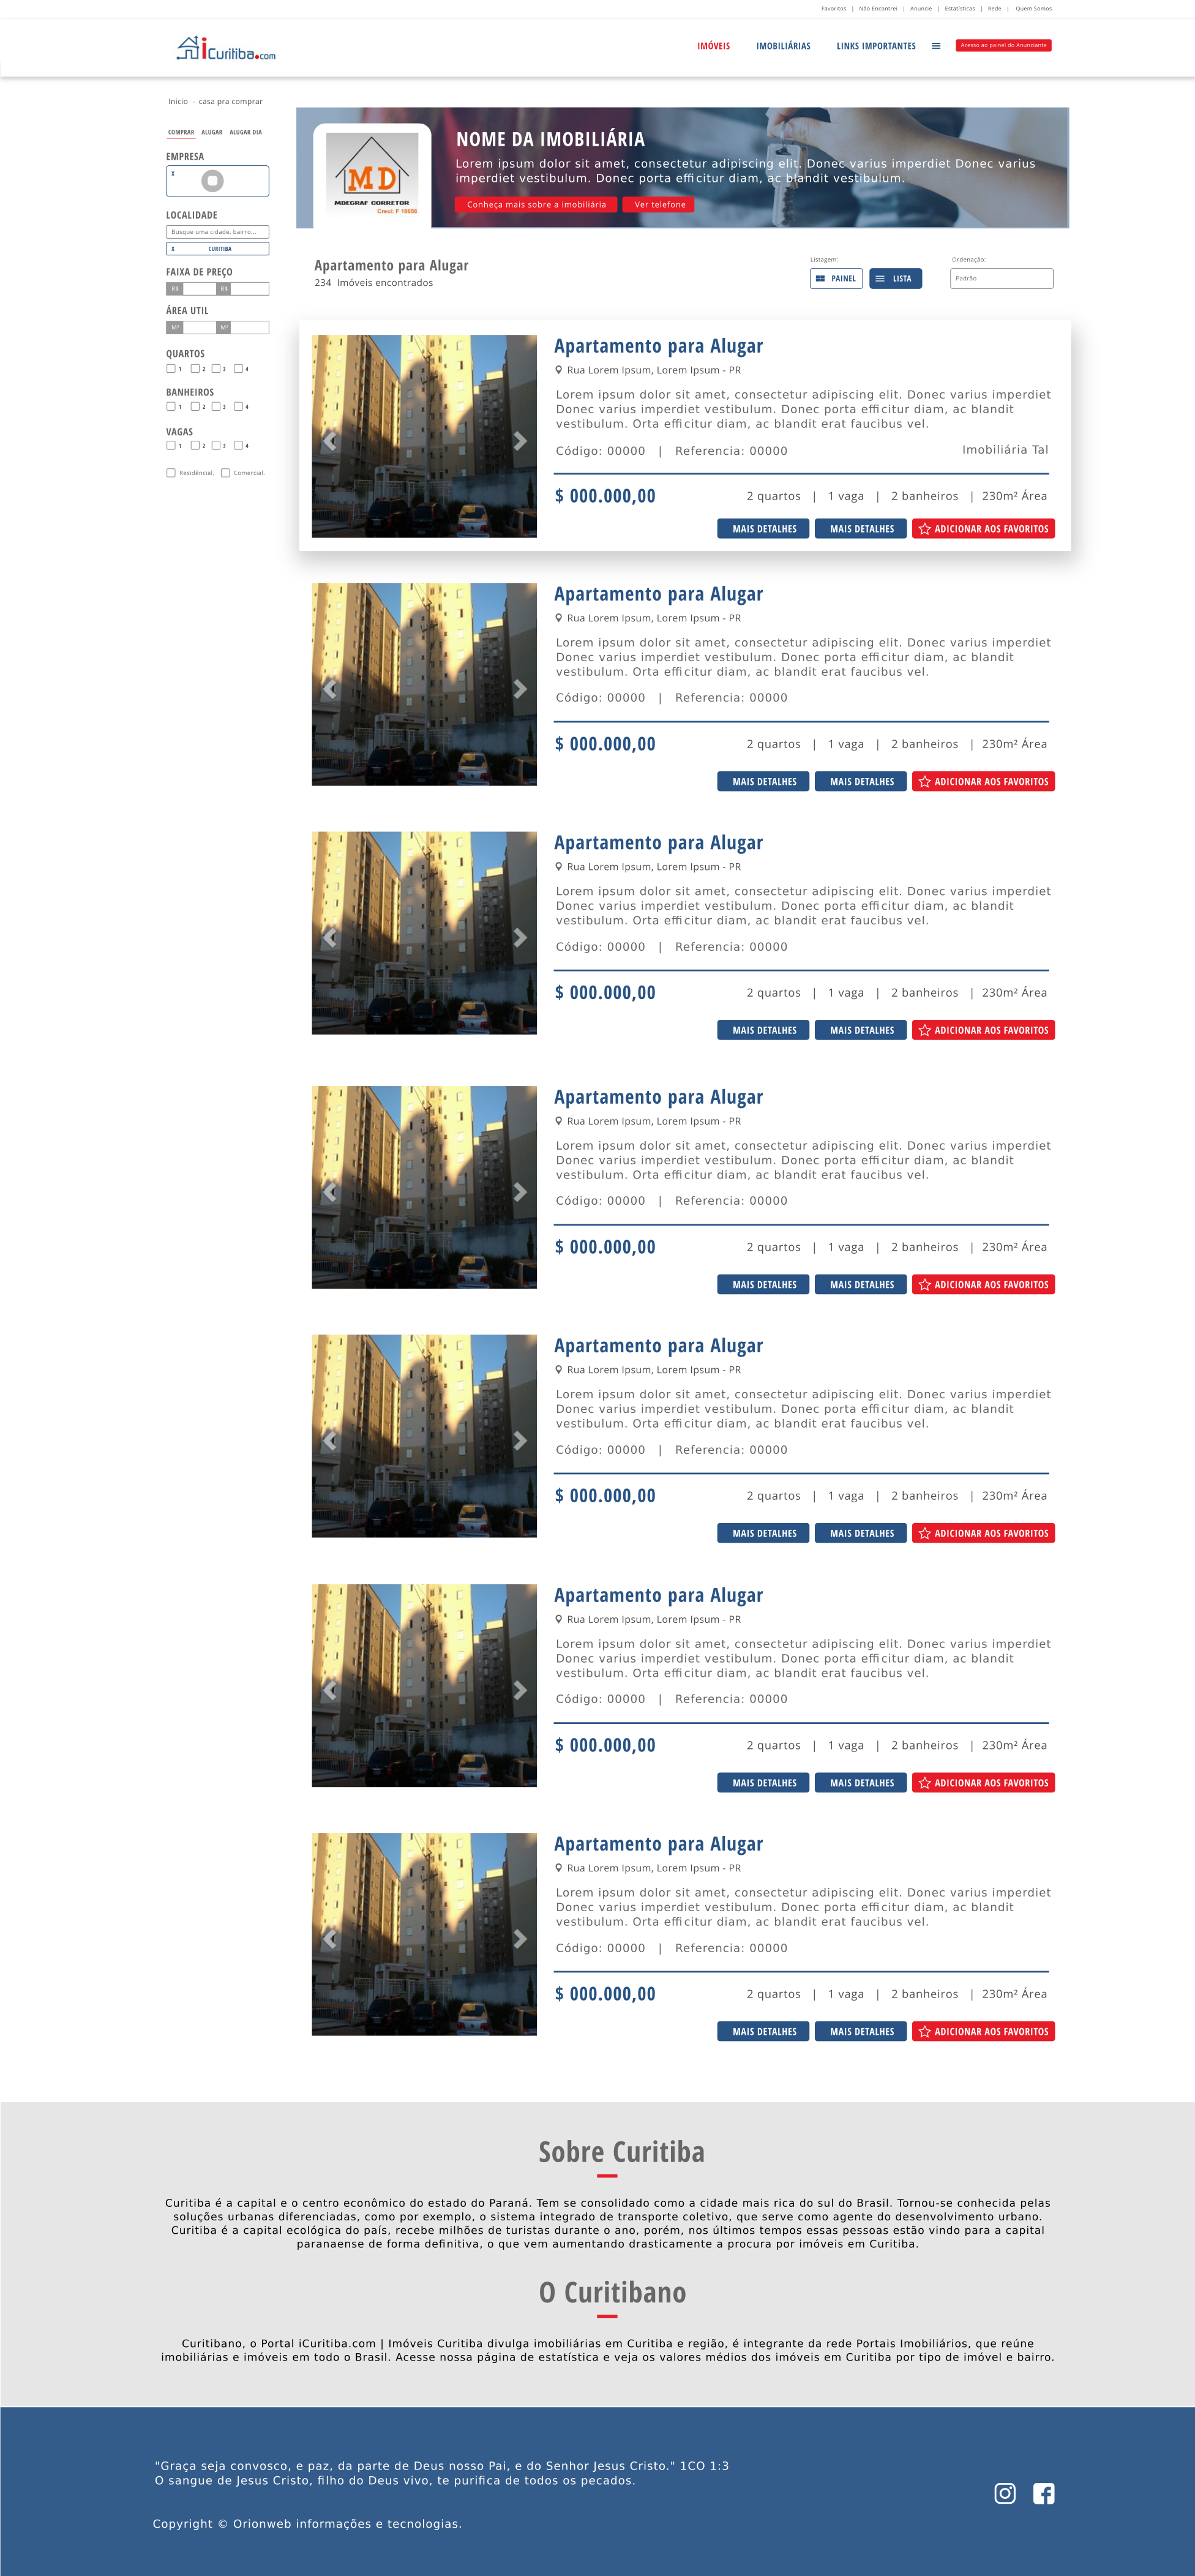 Favoritos | Não Encontrei | Anuncie | Estatísticas | Rede | Quem Somos
iCuritiba.com
IMÓVEIS IMOBILIÁRIAS LINKS IMPORTANTES Acesso ao painel do Anunciante
Inicio - casa pra comprar
COMPRAR ALUGAR ALUGAR DIA
EMPRESA
X
LOCALIDADE
Busque uma cidade, bairro...
X CURITIBA
FAIXA DE PREÇO
R$ R$
ÁREA UTIL
M² M²
QUARTOS
1 2 3 4
BANHEIROS
1 2 3 4
VAGAS
1 2 3 4
Residêncial. Comercial.
MD
MDEGRAF CORRETOR
Creci: F 18656
NOME DA IMOBILIÁRIA
Lorem ipsum dolor sit amet, consectetur adipiscing elit. Donec varius imperdiet Donec varius
imperdiet vestibulum. Donec porta efficitur diam, ac blandit vestibulum.
Conheça mais sobre a imobiliária Ver telefone
Apartamento para Alugar
234 Imóveis encontrados
Listagem:
PAINEL LISTA
Ordenação:
Padrão
Apartamento para Alugar
Rua Lorem Ipsum, Lorem Ipsum - PR
Lorem ipsum dolor sit amet, consectetur adipiscing elit. Donec varius imperdiet
Donec varius imperdiet vestibulum. Donec porta efficitur diam, ac blandit
vestibulum. Orta efficitur diam, ac blandit erat faucibus vel.
Código: 00000 | Referencia: 00000 Imobiliária Tal
$ 000.000,00 2 quartos | 1 vaga | 2 banheiros | 230m² Área
MAIS DETALHES MAIS DETALHES ADICIONAR AOS FAVORITOS
Apartamento para Alugar
Rua Lorem Ipsum, Lorem Ipsum - PR
Lorem ipsum dolor sit amet, consectetur adipiscing elit. Donec varius imperdiet
Donec varius imperdiet vestibulum. Donec porta efficitur diam, ac blandit
vestibulum. Orta efficitur diam, ac blandit erat faucibus vel.
Código: 00000 | Referencia: 00000
$ 000.000,00 2 quartos | 1 vaga | 2 banheiros | 230m² Área
MAIS DETALHES MAIS DETALHES ADICIONAR AOS FAVORITOS
Apartamento para Alugar
Rua Lorem Ipsum, Lorem Ipsum - PR
Lorem ipsum dolor sit amet, consectetur adipiscing elit. Donec varius imperdiet
Donec varius imperdiet vestibulum. Donec porta efficitur diam, ac blandit
vestibulum. Orta efficitur diam, ac blandit erat faucibus vel.
Código: 00000 | Referencia: 00000
$ 000.000,00 2 quartos | 1 vaga | 2 banheiros | 230m² Área
MAIS DETALHES MAIS DETALHES ADICIONAR AOS FAVORITOS
Apartamento para Alugar
Rua Lorem Ipsum, Lorem Ipsum - PR
Lorem ipsum dolor sit amet, consectetur adipiscing elit. Donec varius imperdiet
Donec varius imperdiet vestibulum. Donec porta efficitur diam, ac blandit
vestibulum. Orta efficitur diam, ac blandit erat faucibus vel.
Código: 00000 | Referencia: 00000
$ 000.000,00 2 quartos | 1 vaga | 2 banheiros | 230m² Área
MAIS DETALHES MAIS DETALHES ADICIONAR AOS FAVORITOS
Apartamento para Alugar
Rua Lorem Ipsum, Lorem Ipsum - PR
Lorem ipsum dolor sit amet, consectetur adipiscing elit. Donec varius imperdiet
Donec varius imperdiet vestibulum. Donec porta efficitur diam, ac blandit
vestibulum. Orta efficitur diam, ac blandit erat faucibus vel.
Código: 00000 | Referencia: 00000
$ 000.000,00 2 quartos | 1 vaga | 2 banheiros | 230m² Área
MAIS DETALHES MAIS DETALHES ADICIONAR AOS FAVORITOS
Apartamento para Alugar
Rua Lorem Ipsum, Lorem Ipsum - PR
Lorem ipsum dolor sit amet, consectetur adipiscing elit. Donec varius imperdiet
Donec varius imperdiet vestibulum. Donec porta efficitur diam, ac blandit
vestibulum. Orta efficitur diam, ac blandit erat faucibus vel.
Código: 00000 | Referencia: 00000
$ 000.000,00 2 quartos | 1 vaga | 2 banheiros | 230m² Área
MAIS DETALHES MAIS DETALHES ADICIONAR AOS FAVORITOS
Apartamento para Alugar
Rua Lorem Ipsum, Lorem Ipsum - PR
Lorem ipsum dolor sit amet, consectetur adipiscing elit. Donec varius imperdiet
Donec varius imperdiet vestibulum. Donec porta efficitur diam, ac blandit
vestibulum. Orta efficitur diam, ac blandit erat faucibus vel.
Código: 00000 | Referencia: 00000
$ 000.000,00 2 quartos | 1 vaga | 2 banheiros | 230m² Área
MAIS DETALHES MAIS DETALHES ADICIONAR AOS FAVORITOS
Sobre Curitiba
Curitiba é a capital e o centro econômico do estado do Paraná. Tem se consolidado como a cidade mais rica do sul do Brasil. Tornou-se conhecida pelas
soluções urbanas diferenciadas, como por exemplo, o sistema integrado de transporte coletivo, que serve como agente do desenvolvimento urbano.
Curitiba é a capital ecológica do país, recebe milhões de turistas durante o ano, porém, nos últimos tempos essas pessoas estão vindo para a capital
paranaense de forma definitiva, o que vem aumentando drasticamente a procura por imóveis em Curitiba.
O Curitibano
Curitibano, o Portal iCuritiba.com | Imóveis Curitiba divulga imobiliárias em Curitiba e região, é integrante da rede Portais Imobiliários, que reúne
imobiliárias e imóveis em todo o Brasil. Acesse nossa página de estatística e veja os valores médios dos imóveis em Curitiba por tipo de imóvel e bairro.
"Graça seja convosco, e paz, da parte de Deus nosso Pai, e do Senhor Jesus Cristo." 1CO 1:3
O sangue de Jesus Cristo, filho do Deus vivo, te purifica de todos os pecados.
Copyright © Orionweb informações e tecnologias.